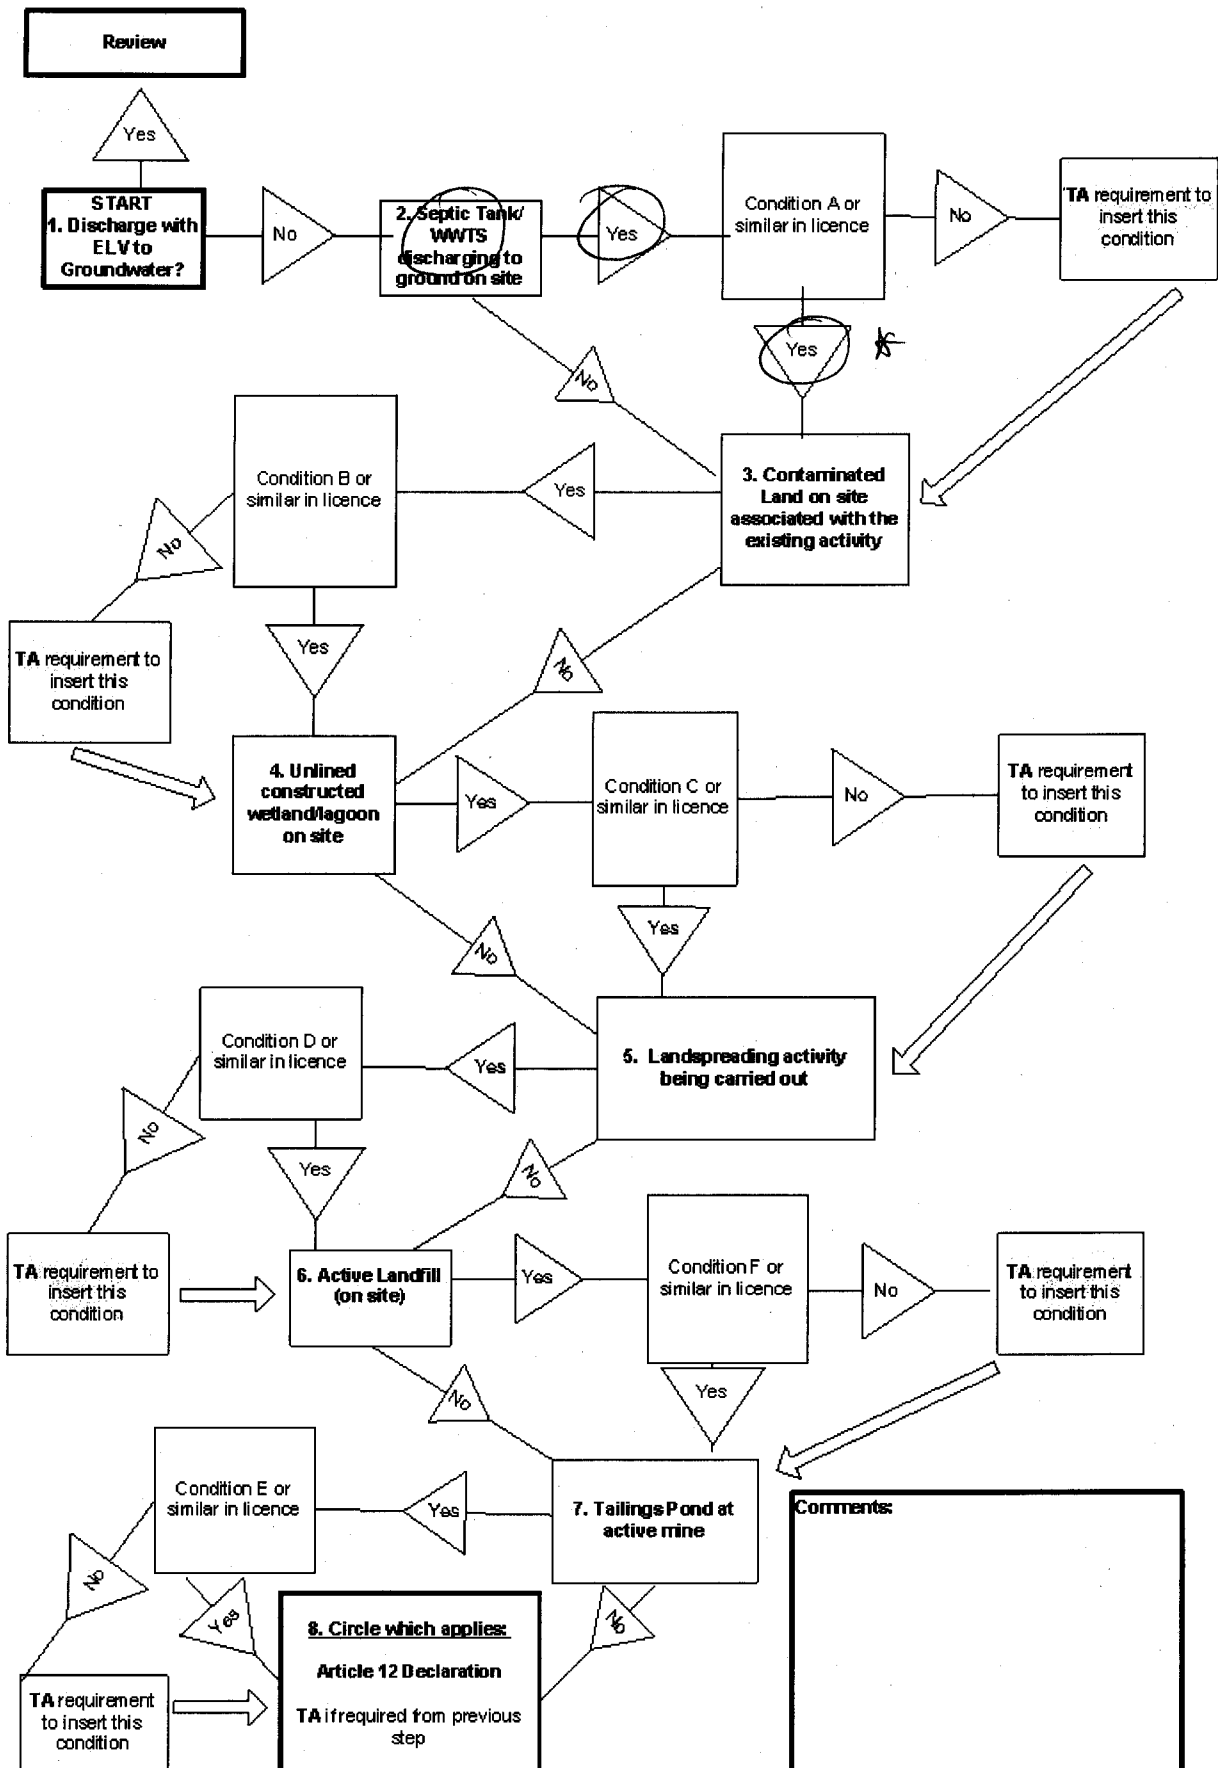 Review
Yes
START
1. Discharge with
ELV to
Groundwater?
No
2. Septic Tank/
WWTS
discharging to
ground on site
Yes
Condition A or
similar in licence
No
TA requirement to
insert this
condition
Yes
No
3. Contaminated
Land on site
associated with the
existing activity
Yes
Condition B or
similar in licence
No
TA requirement to
insert this
condition
Yes
No
4. Unlined
constructed
wetland/lagoon
on site
Yes
Condition C or
similar in licence
No
TA requirement
to insert this
condition
Yes
No
5. Landspreading activity
being carried out
Yes
Condition D or
similar in licence
No
TA requirement to
insert this
condition
Yes
No
6. Active Landfill
(on site)
Yes
Condition F or
similar in licence
No
TA requirement
to insert this
condition
Yes
No
7. Tailings Pond at
active mine
Yes
Condition E or
similar in licence
No
TA requirement
to insert this
condition
Yes
No
8. Circle which applies:
Article 12 Declaration
TA if required from previous
step
Comments: